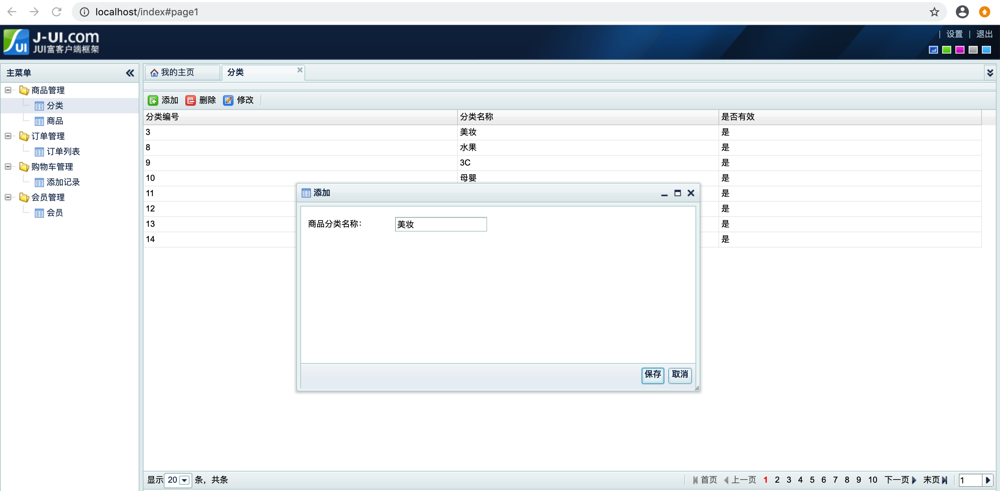 localhost/index#page1
J-UI.com
JUI富客户端框架
UI
| 设置 | 退出
主菜单
商品管理
分类
商品
订单管理
订单列表
购物车管理
添加记录
会员管理
会员
我的主页 分类
添加 删除 修改
分类编号 分类名称 是否有效
3 美妆 是
8 水果 是
9 3C 是
10 母婴 是
11 是
12 是
13 是
14 是
添加
商品分类名称:
美妆
保存 取消
显示 20 条，共条
首页 上一页 1 2 3 4 5 6 7 8 9 10 下一页 末页 1